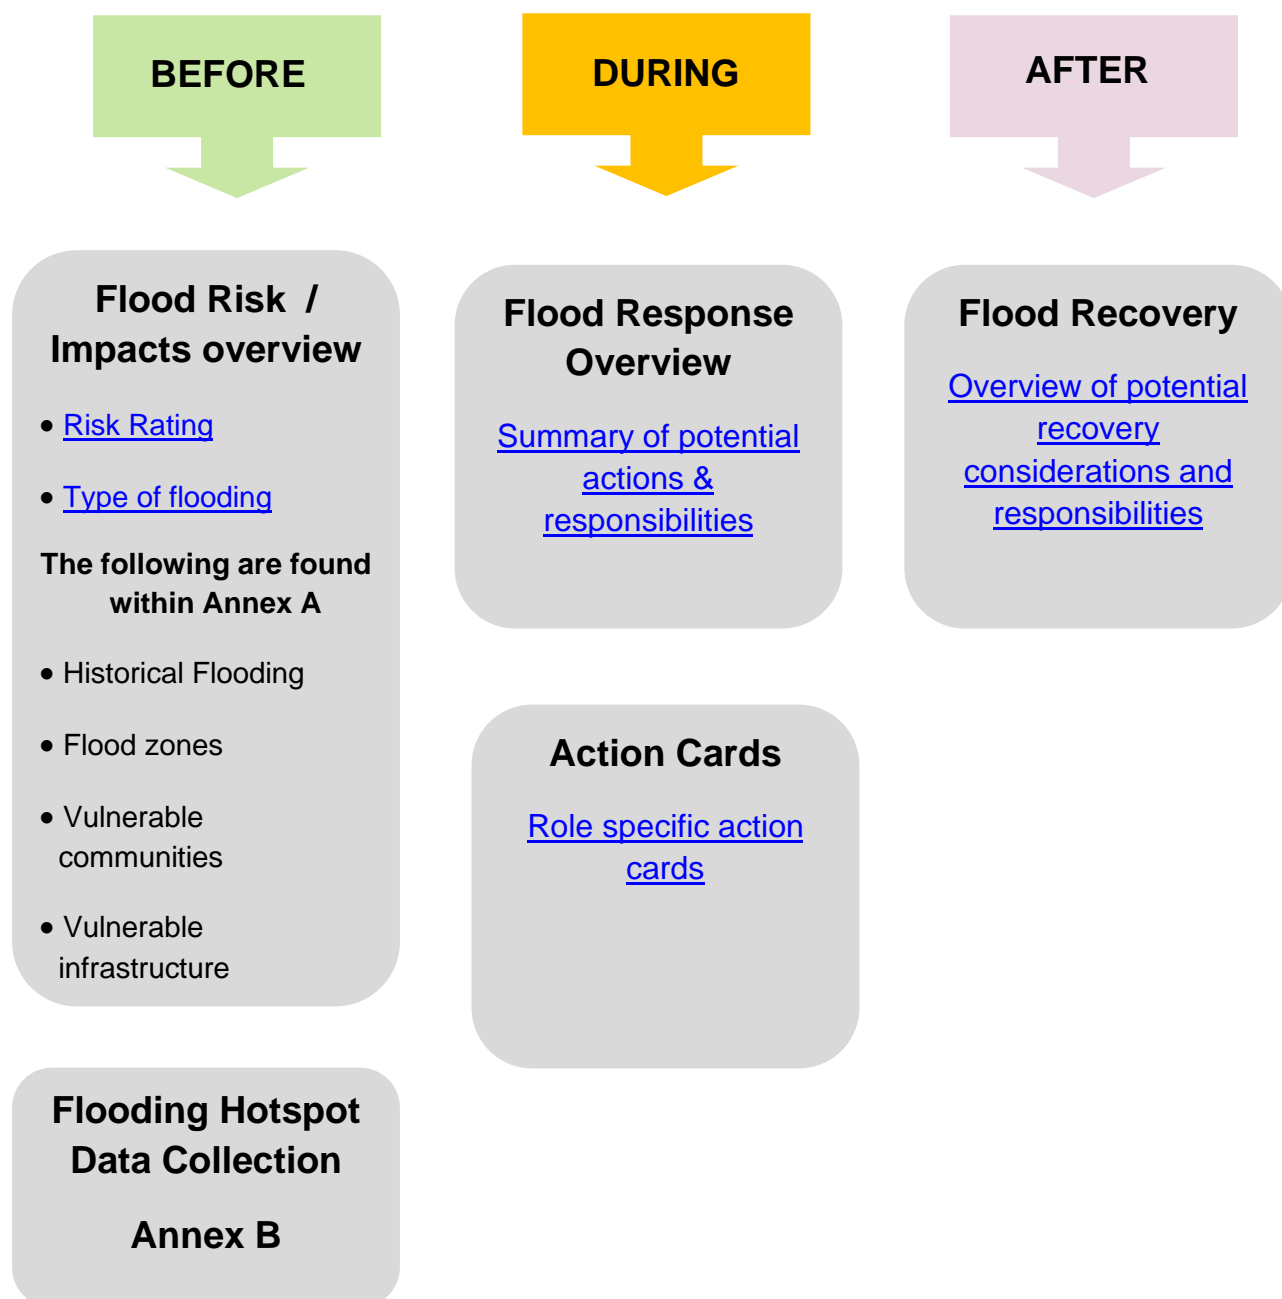 BEFORE
Flood Risk /
Impacts overview
• Risk Rating
• Type of flooding
The following are found
within Annex A
• Historical Flooding
• Flood zones
• Vulnerable
communities
• Vulnerable
infrastructure
Flooding Hotspot
Data Collection
Annex B
DURING
Flood Response
Overview
Summary of potential
actions &
responsibilities
Action Cards
Role specific action
cards
AFTER
Flood Recovery
Overview of potential
recovery
considerations and
responsibilities